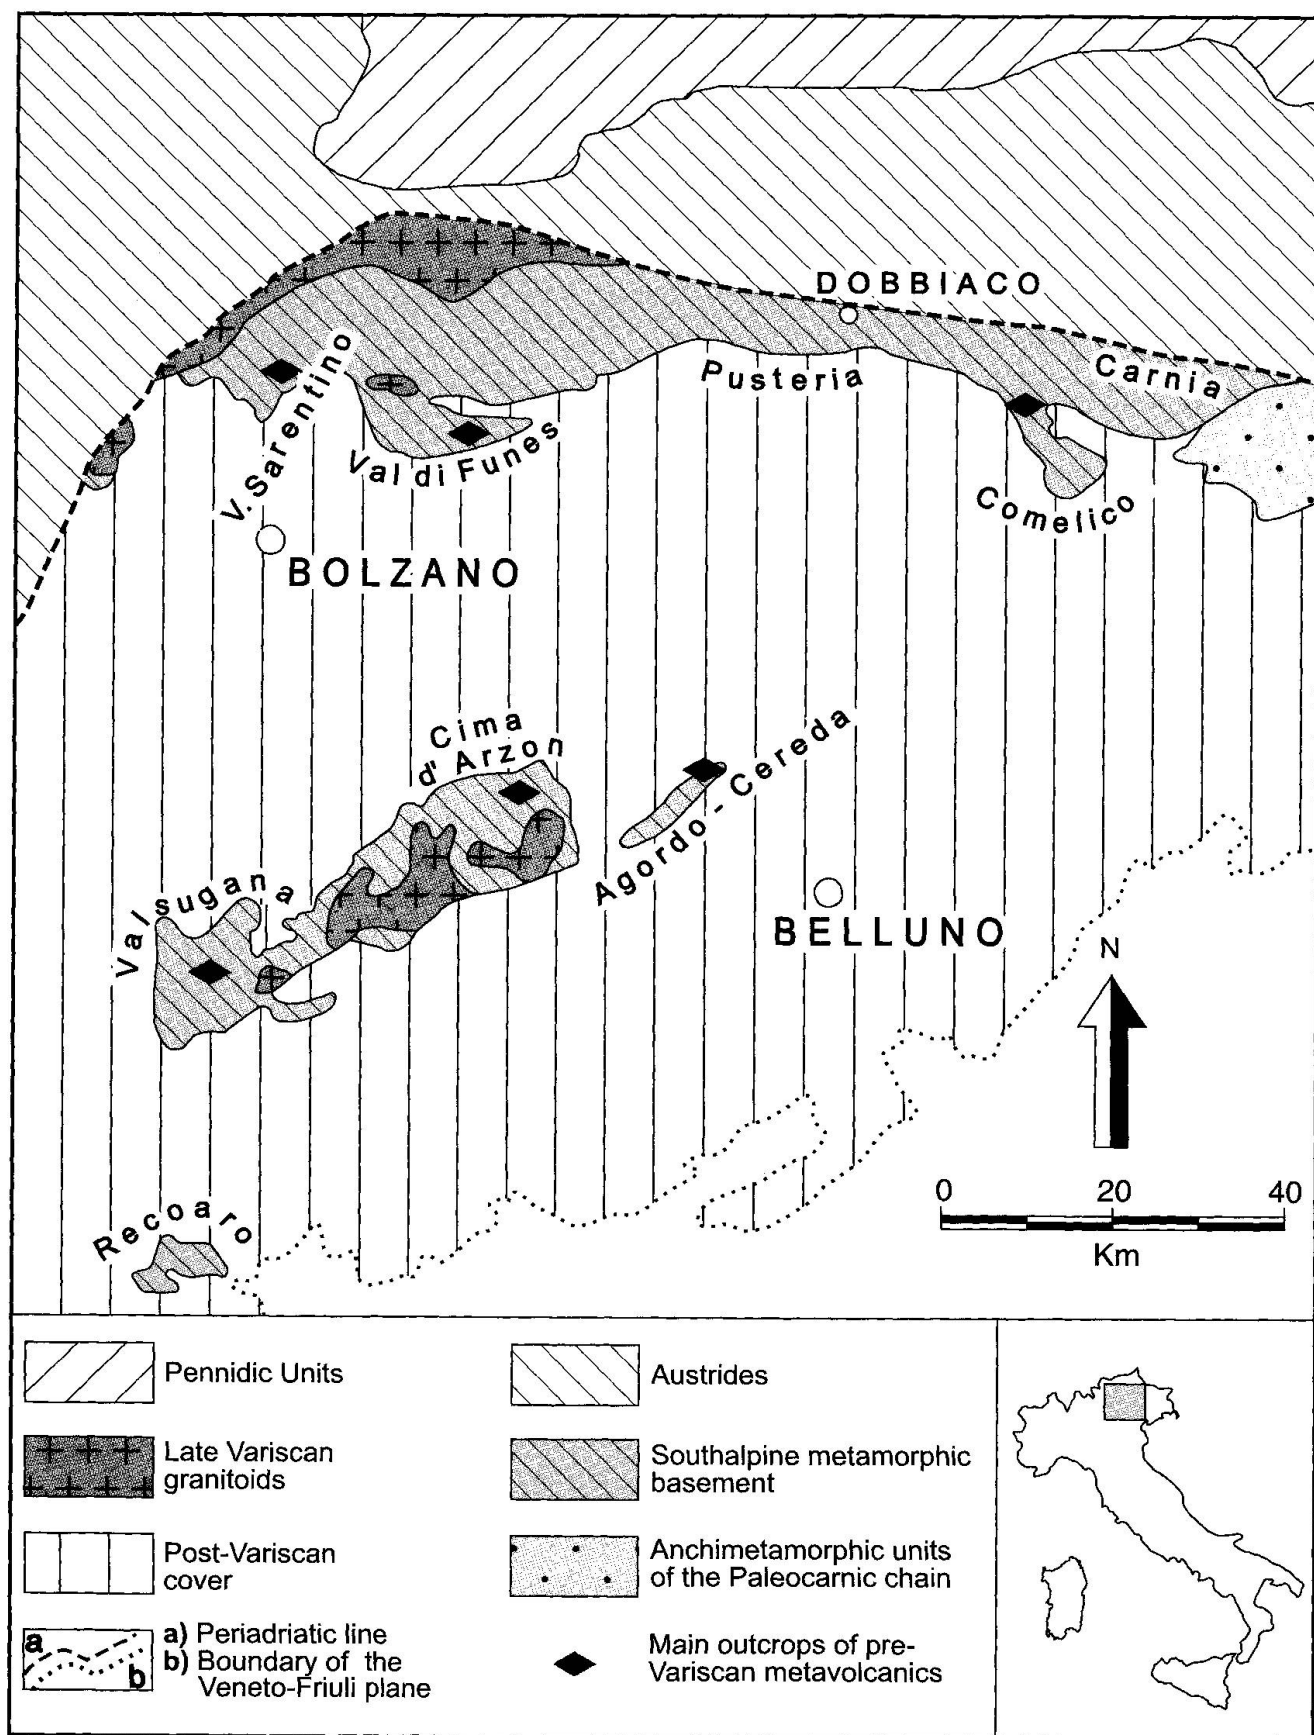 DOBBIACO
Carnia
Pusteria
V. Sarentino
Val di Funes
Comelico
BOLZANO
Cima
d' Arzon
Agordo - Cereda
Valsugana
BELLUNO
N
0 20 40
Km
Recoaro
Pennidic Units
Austrides
Late Variscan
granitoids
Southalpine metamorphic
basement
Post-Variscan
cover
Anchimetamorphic units
of the Paleocarnic chain
a
b
a) Periadriatic line
b) Boundary of the
Veneto-Friuli plane
Main outcrops of pre-
Variscan metavolcanics